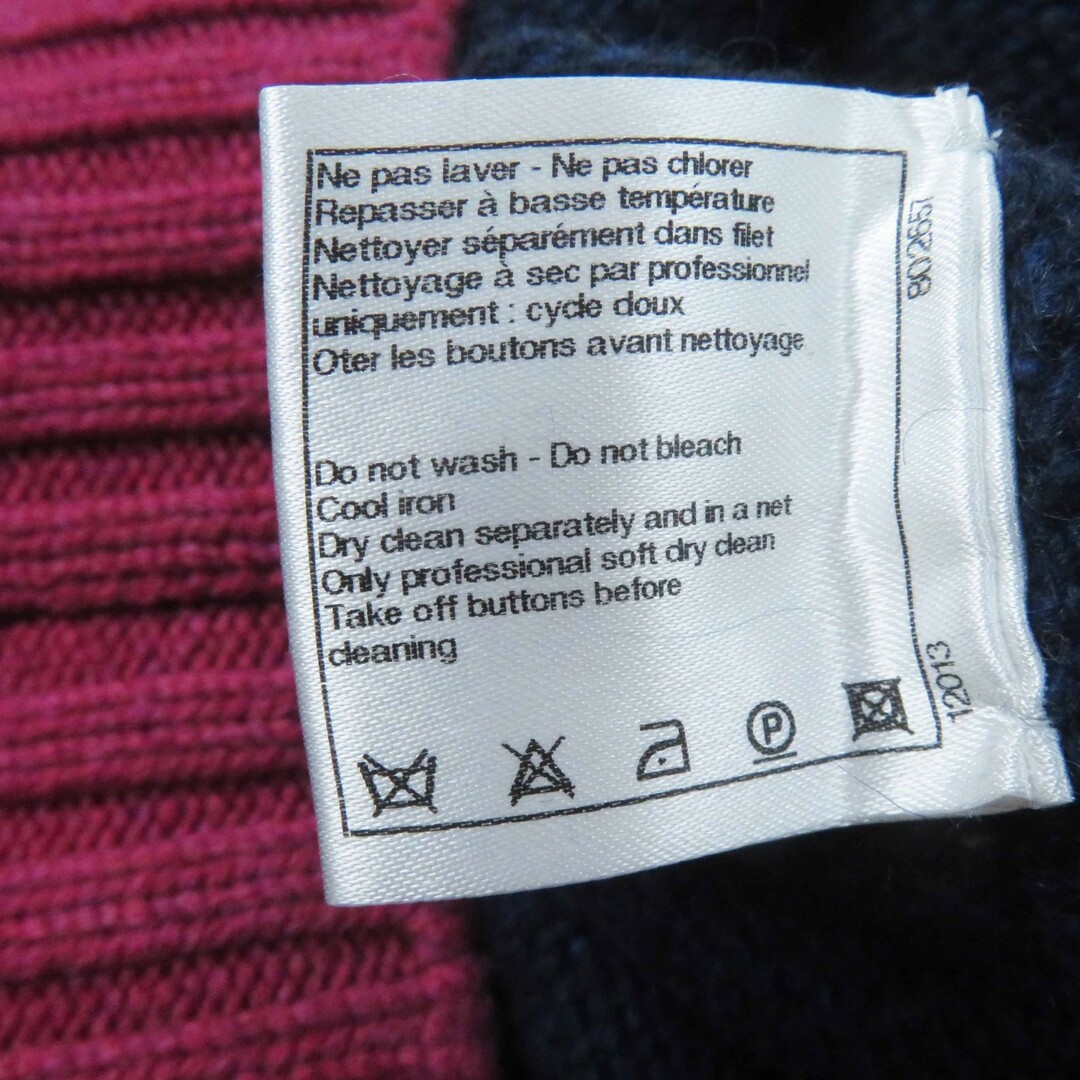 Ne pas laver - Ne pas chlorer
Repasser à basse température
Nettoyer séparément dans filet
Nettoyage à sec par professionnel
uniquement : cycle doux
Oter les boutons avant nettoyage
Do not wash - Do not bleach
Cool iron
Dry clean separately and in a net
Only professional soft dry clean
Take off buttons before
cleaning
P
12013